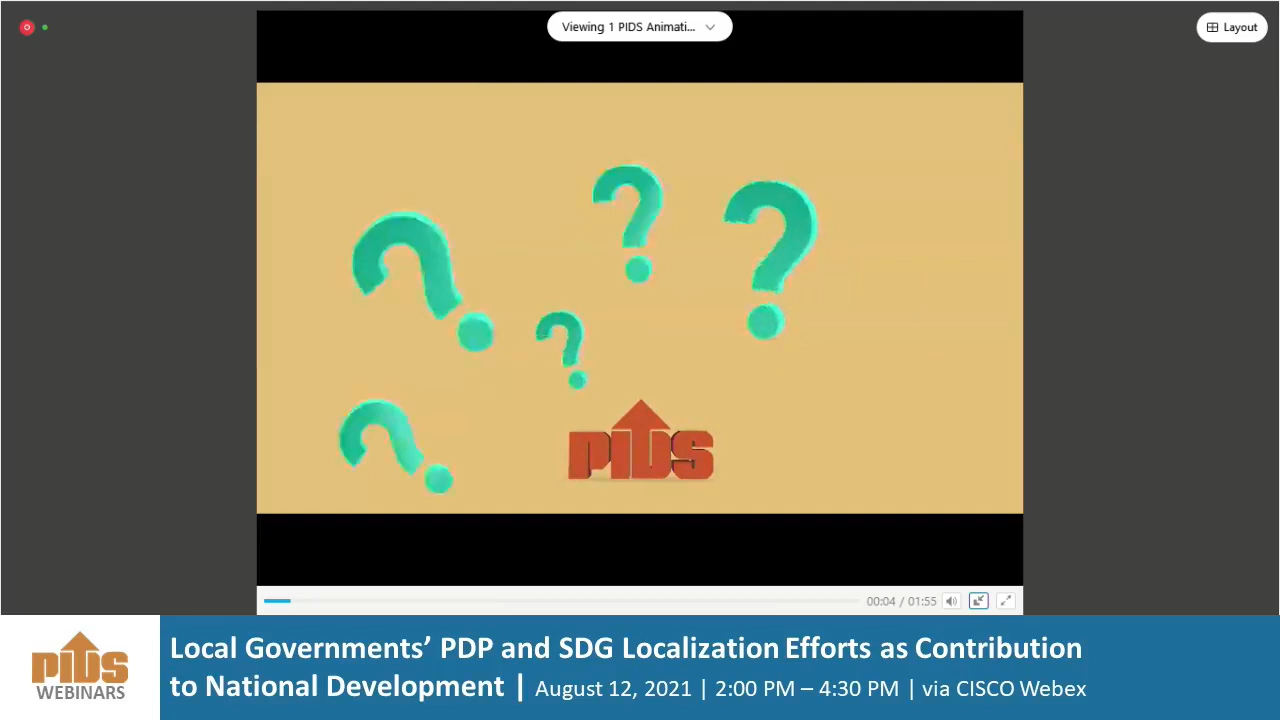 Viewing 1 PIDS Animati...
Layout
?
?
?
?
?
PIDS
00:04 / 01:55
PIDS
WEBINARS
Local Governments’ PDP and SDG Localization Efforts as Contribution
to National Development | August 12, 2021 | 2:00 PM – 4:30 PM | via CISCO Webex